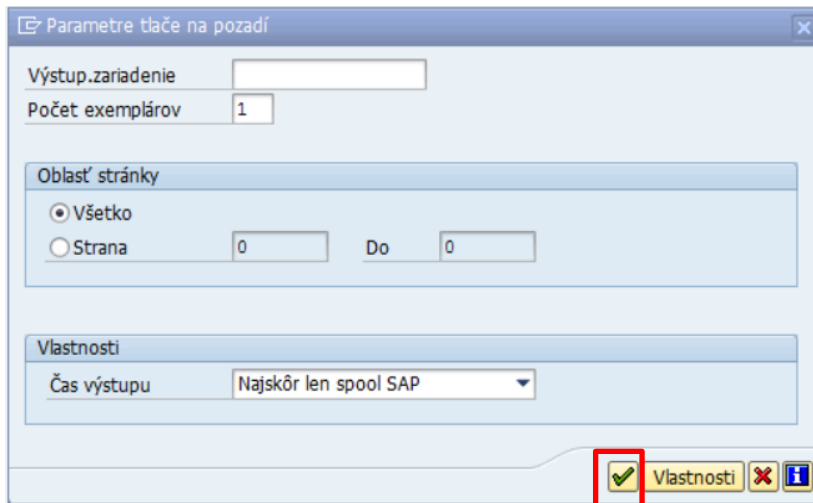 Parametre tlače na pozadí
Výstup.zariadenie
Počet exemplárov 1
Oblasť stránky
Všetko
Strana 0 Do 0
Vlastnosti
Čas výstupu Najskôr len spool SAP
Vlastnosti